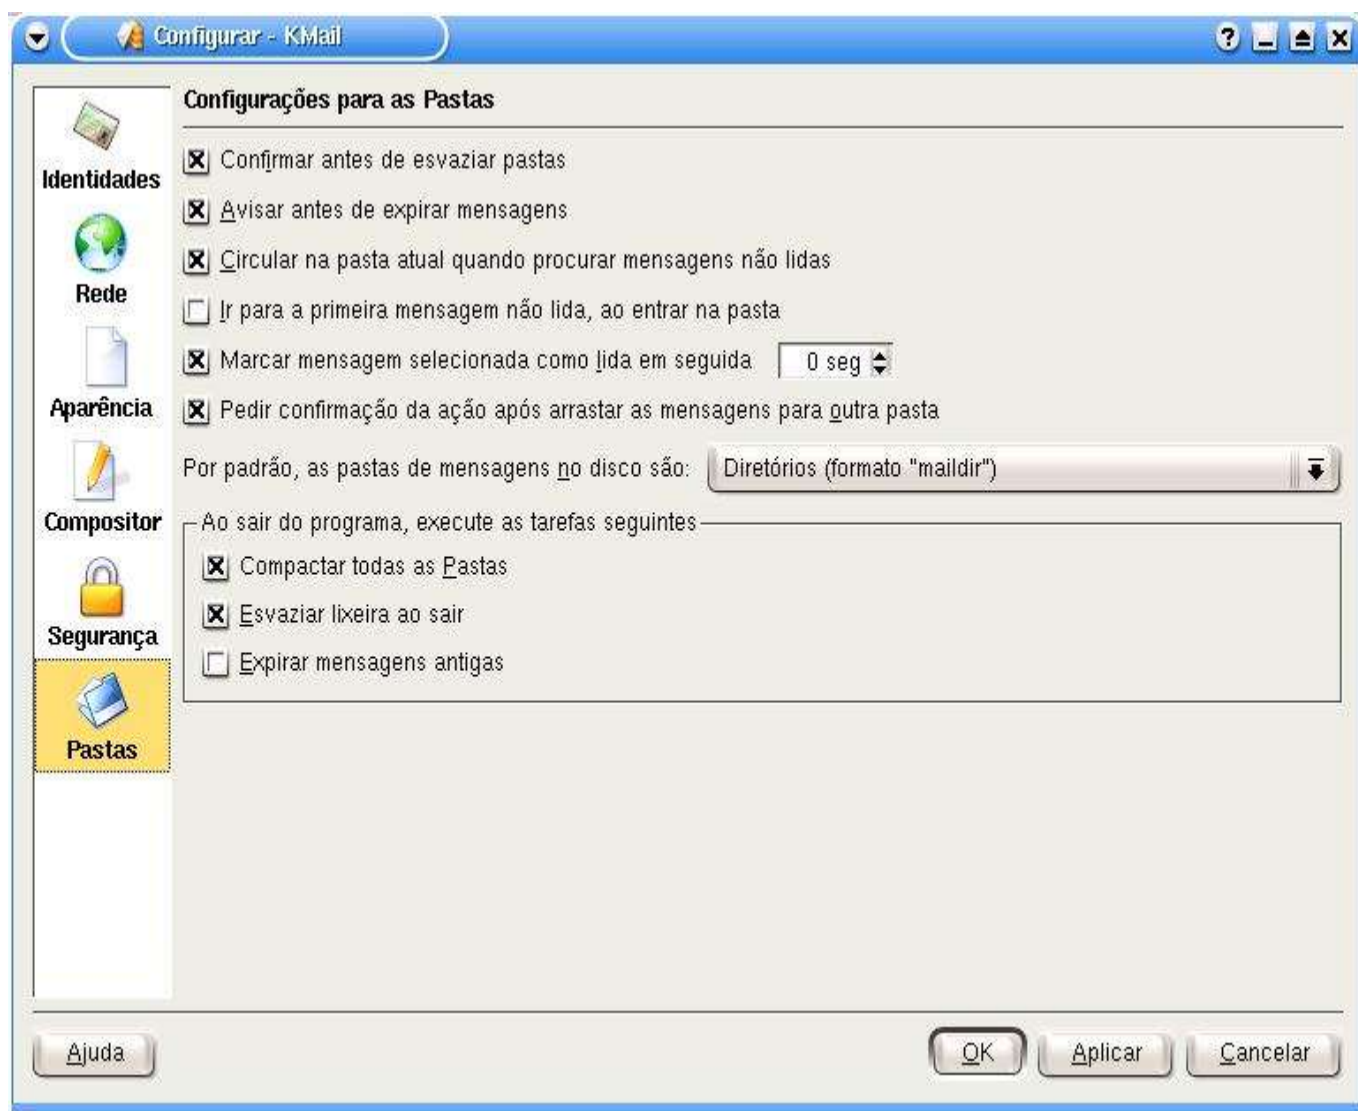 Configurar - KMail
Identidades
Rede
Aparência
Compositor
Segurança
Pastas
Configurações para as Pastas
Confirmar antes de esvaziar pastas
Avisar antes de expirar mensagens
Circular na pasta atual quando procurar mensagens não lidas
Ir para a primeira mensagem não lida, ao entrar na pasta
Marcar mensagem selecionada como lida em seguida 0 seg
Pedir confirmação da ação após arrastar as mensagens para outra pasta
Por padrão, as pastas de mensagens no disco são: Diretórios (formato "maildir")
Ao sair do programa, execute as tarefas seguintes
Compactar todas as Pastas
Esvaziar lixeira ao sair
Expirar mensagens antigas
Ajuda OK Aplicar Cancelar